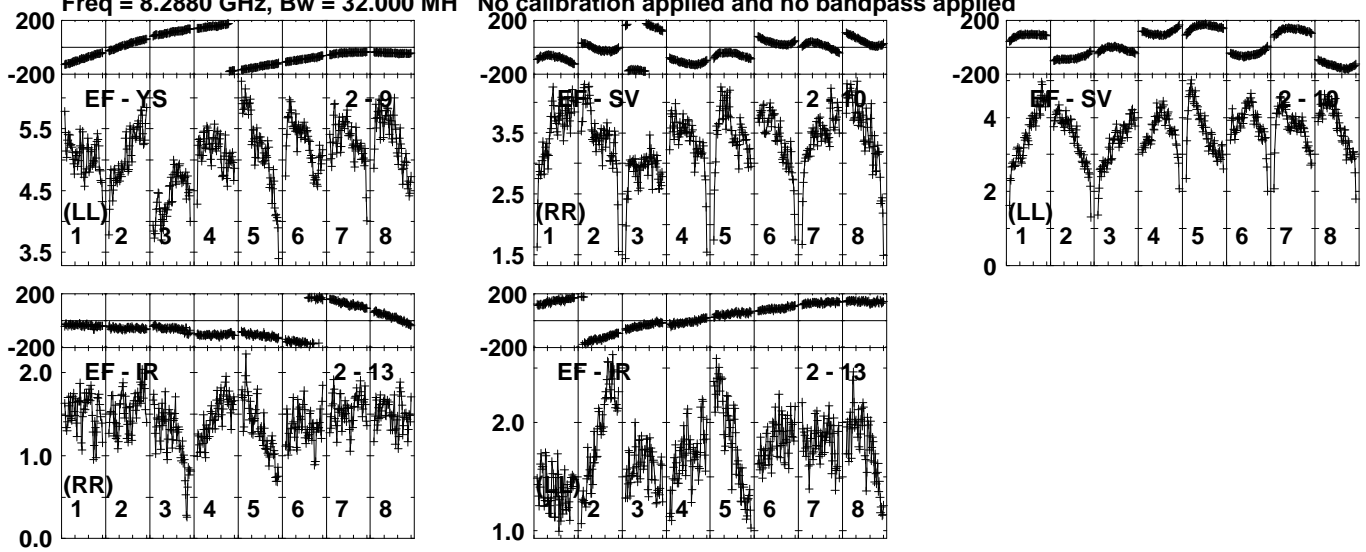 Freq = 8.2880 GHz, Bw = 32.000 MH No calibration applied and no bandpass applied
200
-200
EF - YS 2 - 9
5.5
4.5
3.5
(LL)
1 2 3 4 5 6 7 8
200
-200
EF - SV 2 - 10
3.5
2.5
1.5
(RR)
1 2 3 4 5 6 7 8
200
-200
EF - SV 2 - 10
4
2
0
(LL)
1 2 3 4 5 6 7 8
200
-200
EF - IR 2 - 13
2.0
1.0
0.0
(RR)
1 2 3 4 5 6 7 8
200
-200
EF - IR 2 - 13
2.0
1.0
(LL)
1 2 3 4 5 6 7 8